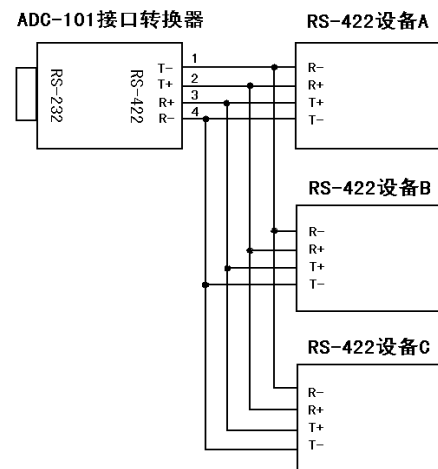 ADC-101接口转换器
RS-232
RS-422
T-
T+
R+
R-
1
2
3
4
RS-422设备A
R-
R+
T+
T-
RS-422设备B
R-
R+
T+
T-
RS-422设备C
R-
R+
T+
T-